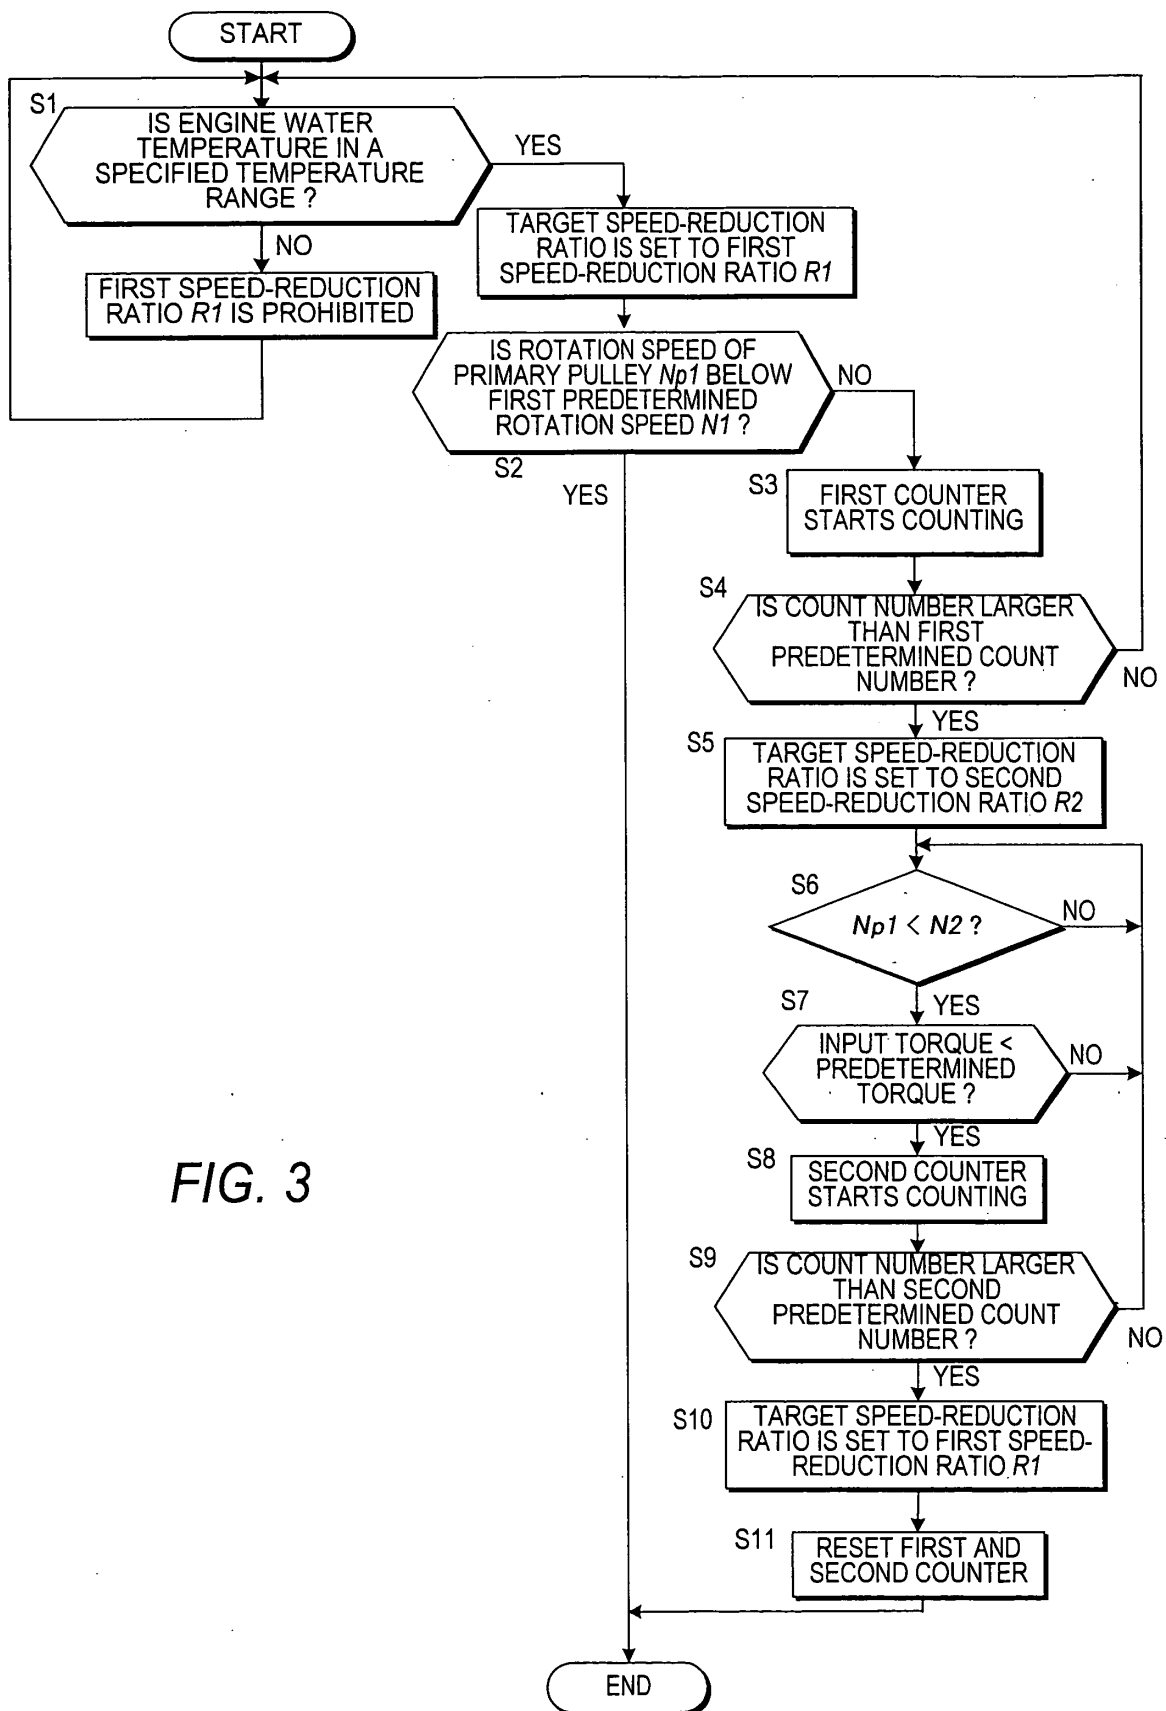 START
S1
IS ENGINE WATER
TEMPERATURE IN A
SPECIFIED TEMPERATURE
RANGE ?
YES
NO
FIRST SPEED-REDUCTION
RATIO R1 IS PROHIBITED
TARGET SPEED-REDUCTION
RATIO IS SET TO FIRST
SPEED-REDUCTION RATIO R1
IS ROTATION SPEED OF
PRIMARY PULLEY Np1 BELOW
FIRST PREDETERMINED
ROTATION SPEED N1 ?
NO
S2
YES
S3
FIRST COUNTER
STARTS COUNTING
S4
IS COUNT NUMBER LARGER
THAN FIRST
PREDETERMINED COUNT
NUMBER ?
NO
YES
S5
TARGET SPEED-REDUCTION
RATIO IS SET TO SECOND
SPEED-REDUCTION RATIO R2
S6
Np1 < N2 ?
NO
YES
S7
INPUT TORQUE <
PREDETERMINED
TORQUE ?
NO
YES
S8
SECOND COUNTER
STARTS COUNTING
S9
IS COUNT NUMBER LARGER
THAN SECOND
PREDETERMINED COUNT
NUMBER ?
NO
YES
S10
TARGET SPEED-REDUCTION
RATIO IS SET TO FIRST SPEED-
REDUCTION RATIO R1
S11
RESET FIRST AND
SECOND COUNTER
END
FIG. 3